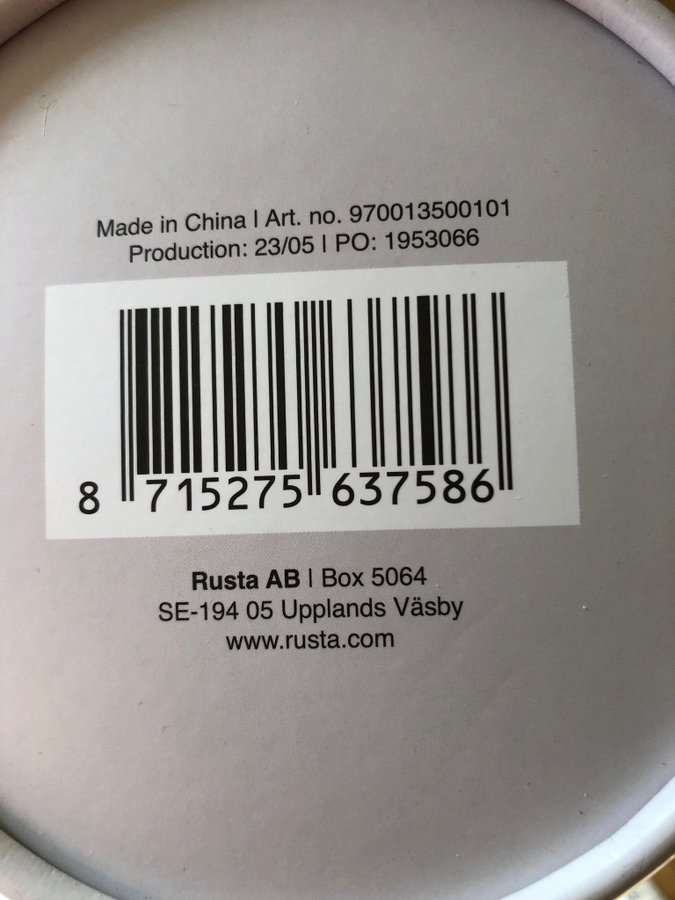 Made in China | Art. no. 970013500101
Production: 23/05 | PO: 1953066
8 715275 637586
Rusta AB | Box 5064
SE-194 05 Upplands Väsby
www.rusta.com